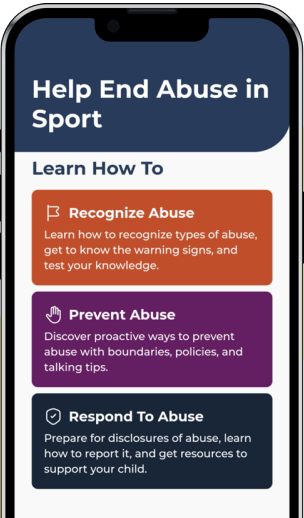 Help End Abuse in
Sport
Learn How To
Recognize Abuse
Learn how to recognize types of abuse,
get to know the warning signs, and
test your knowledge.
Prevent Abuse
Discover proactive ways to prevent
abuse with boundaries, policies, and
talking tips.
Respond To Abuse
Prepare for disclosures of abuse, learn
how to report it, and get resources to
support your child.